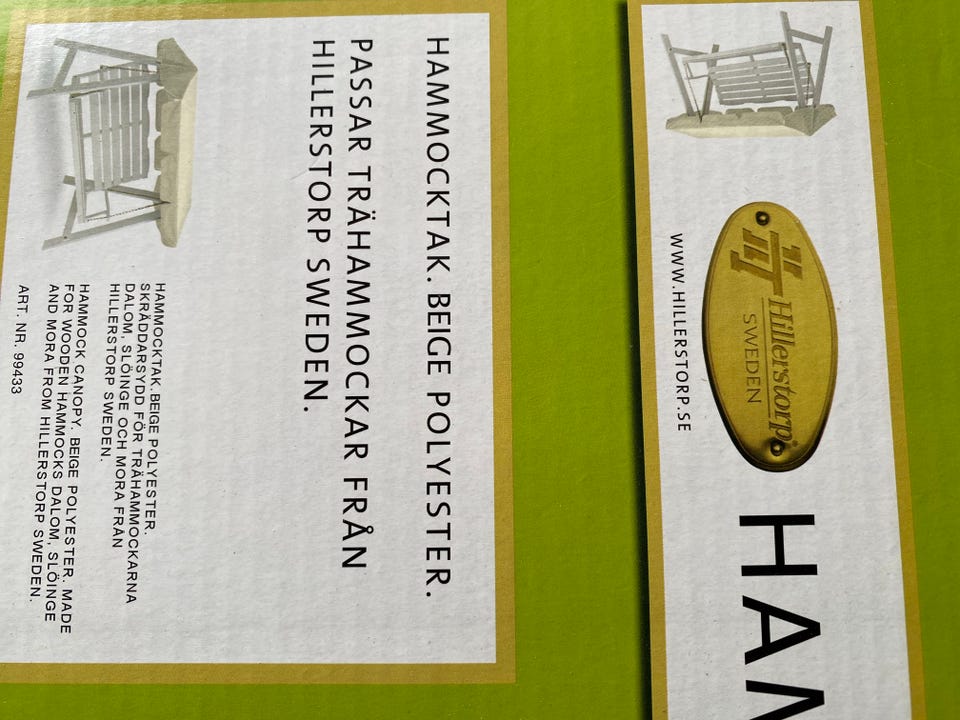 HAMMOCKTAK. BEIGE POLYESTER.
PASSAR TRÄHAMMOCKAR FRÅN
HILLERSTORP SWEDEN.
HAMMOCKTAK. BEIGE POLYESTER.
SKRÄDDARSYDD FÖR TRÄHAMMOCKARNA
DALOM, SLÖINGE OCH MORA FRÅN
HILLERSTORP SWEDEN.
HAMMOCK CANOPY. BEIGE POLYESTER. MADE
FOR WOODEN HAMMOCKS DALOM, SLÖINGE
AND MORA FROM HILLERSTORP SWEDEN.
ART. NR. 99433
Hillerstorp®
SWEDEN
WWW.HILLERSTORP.SE
HAM